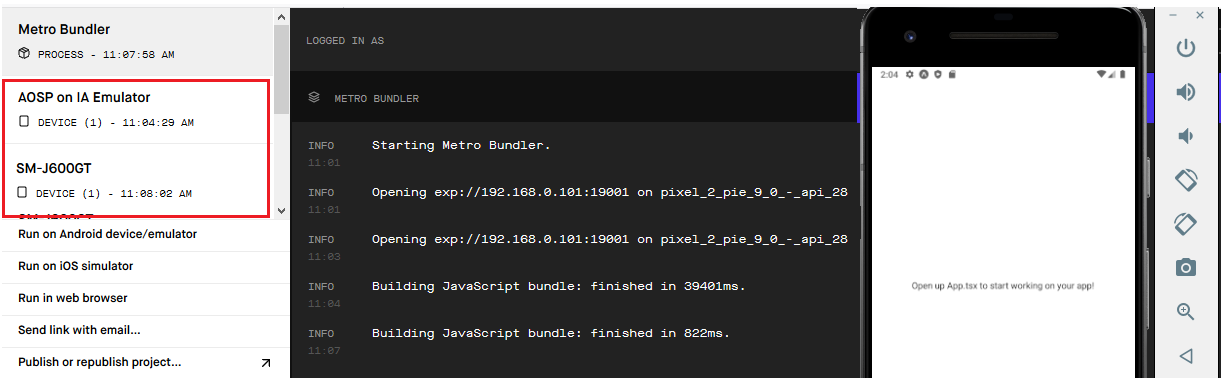 Metro Bundler
PROCESS - 11:07:58 AM
AOSP on IA Emulator
DEVICE (1) - 11:04:29 AM
SM-J600GT
DEVICE (1) - 11:08:02 AM
SM-J600GT
Run on Android device/emulator
Run on iOS simulator
Run in web browser
Send link with email...
Publish or republish project...
LOGGED IN AS
METRO BUNDLER
INFO Starting Metro Bundler.
11:01
INFO Opening exp://192.168.0.101:19001 on pixel_2_pie_9_0_-_api_28
11:01
INFO Opening exp://192.168.0.101:19001 on pixel_2_pie_9_0_-_api_28
11:03
INFO Building JavaScript bundle: finished in 39401ms.
11:04
INFO Building JavaScript bundle: finished in 822ms.
11:07
2:04
Open up App.tsx to start working on your app!